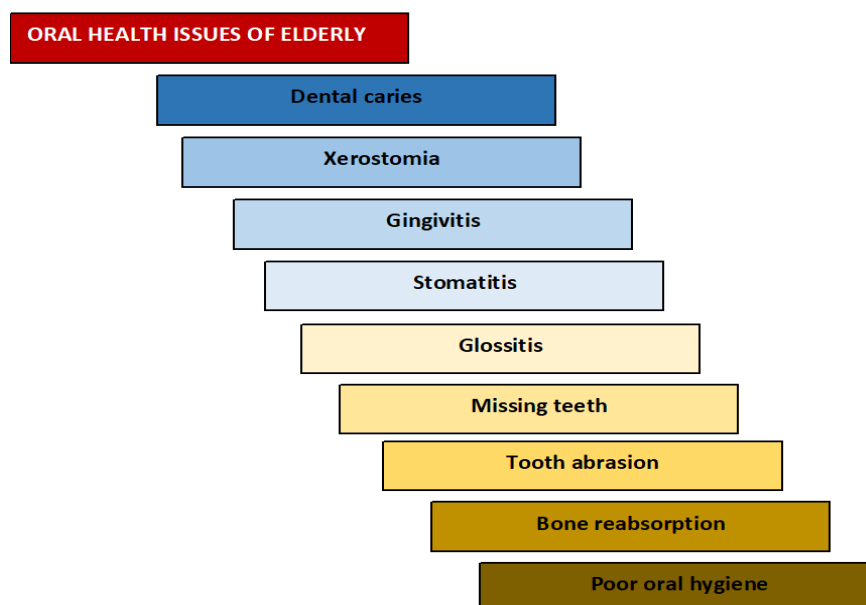 ORAL HEALTH ISSUES OF ELDERLY
Dental caries
Xerostomia
Gingivitis
Stomatitis
Glossitis
Missing teeth
Tooth abrasion
Bone reabsorption
Poor oral hygiene